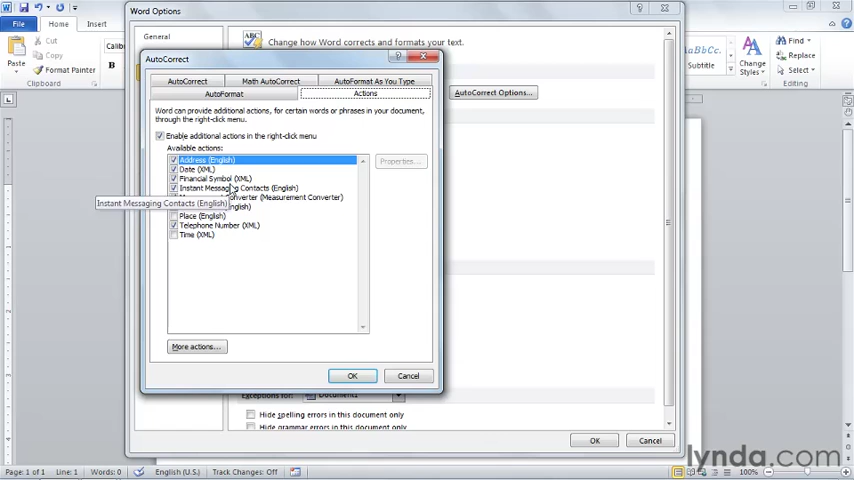 Word Options
File
Home
Insert
Cut
Copy
Format Painter
Paste
Clipboard
Calib
B
AutoCorrect
AutoCorrect
Math AutoCorrect
AutoFormat As You Type
AutoFormat
Actions
Word can provide additional actions, for certain words or phrases in your document,
through the right-click menu.
Enable additional actions in the right-click menu
Available actions:
Address (English)
Date (XML)
Financial Symbol (XML)
Instant Messaging Contacts (English)
Converter (Measurement Converter)
Instant Messaging Contacts (English)
Place (English)
Telephone Number (XML)
Time (XML)
Properties...
More actions...
OK
Cancel
ABC
Change how Word corrects and formats your text.
AutoCorrect Options...
Exceptions for:
Document2
Hide spelling errors in this document only
Hide grammar errors in this document only
OK
Cancel
AaBbCc.
Subtitle
Change
Styles
Find
Replace
Select
Editing
Page: 1 of 1
Line: 1
Words: 0
English (U.S.)
Track Changes: Off
100%
lynda.com